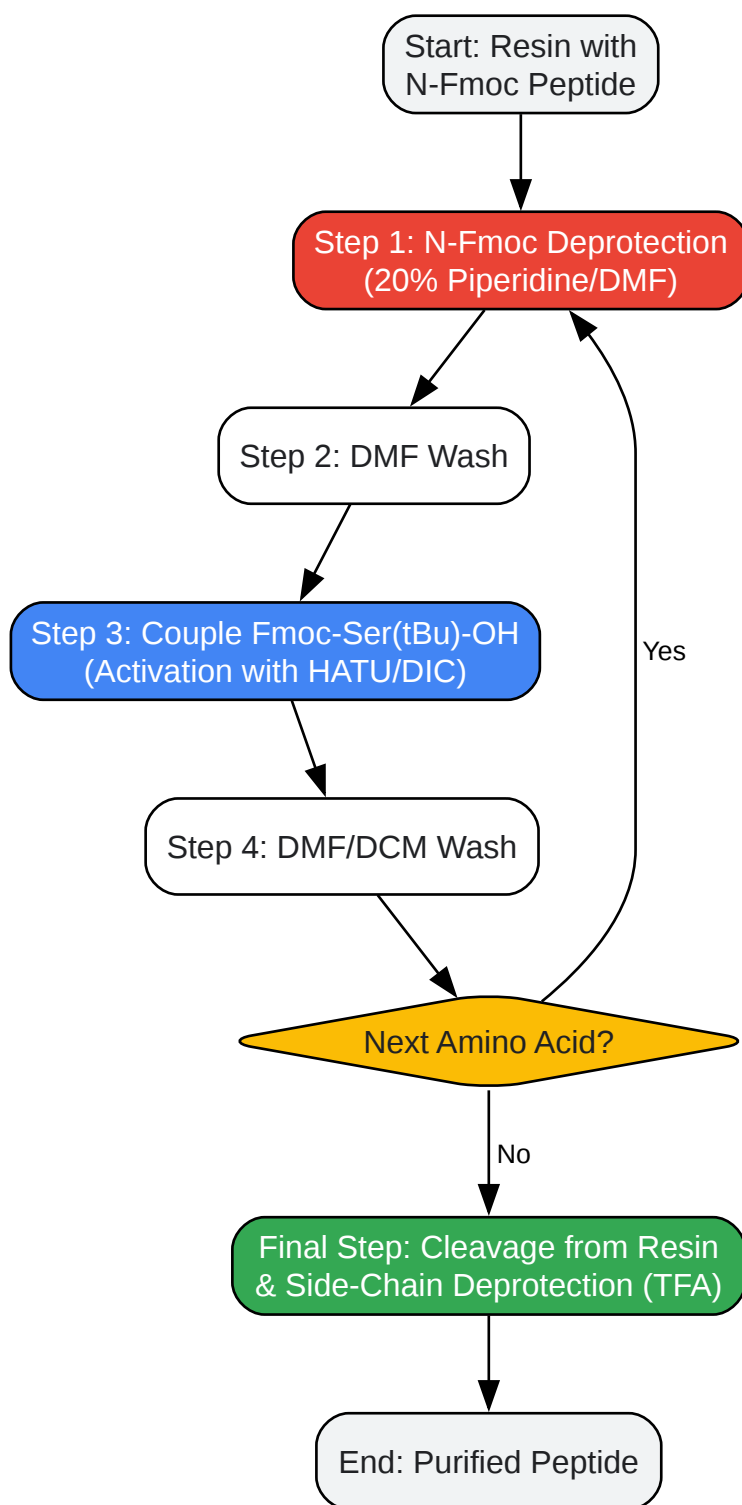 Start: Resin with
N-Fmoc Peptide
Step 1: N-Fmoc Deprotection
(20% Piperidine/DMF)
Step 2: DMF Wash
Step 3: Couple Fmoc-Ser(tBu)-OH
(Activation with HATU/DIC)
Yes
Step 4: DMF/DCM Wash
Next Amino Acid?
No
Final Step: Cleavage from Resin
& Side-Chain Deprotection (TFA)
End: Purified Peptide